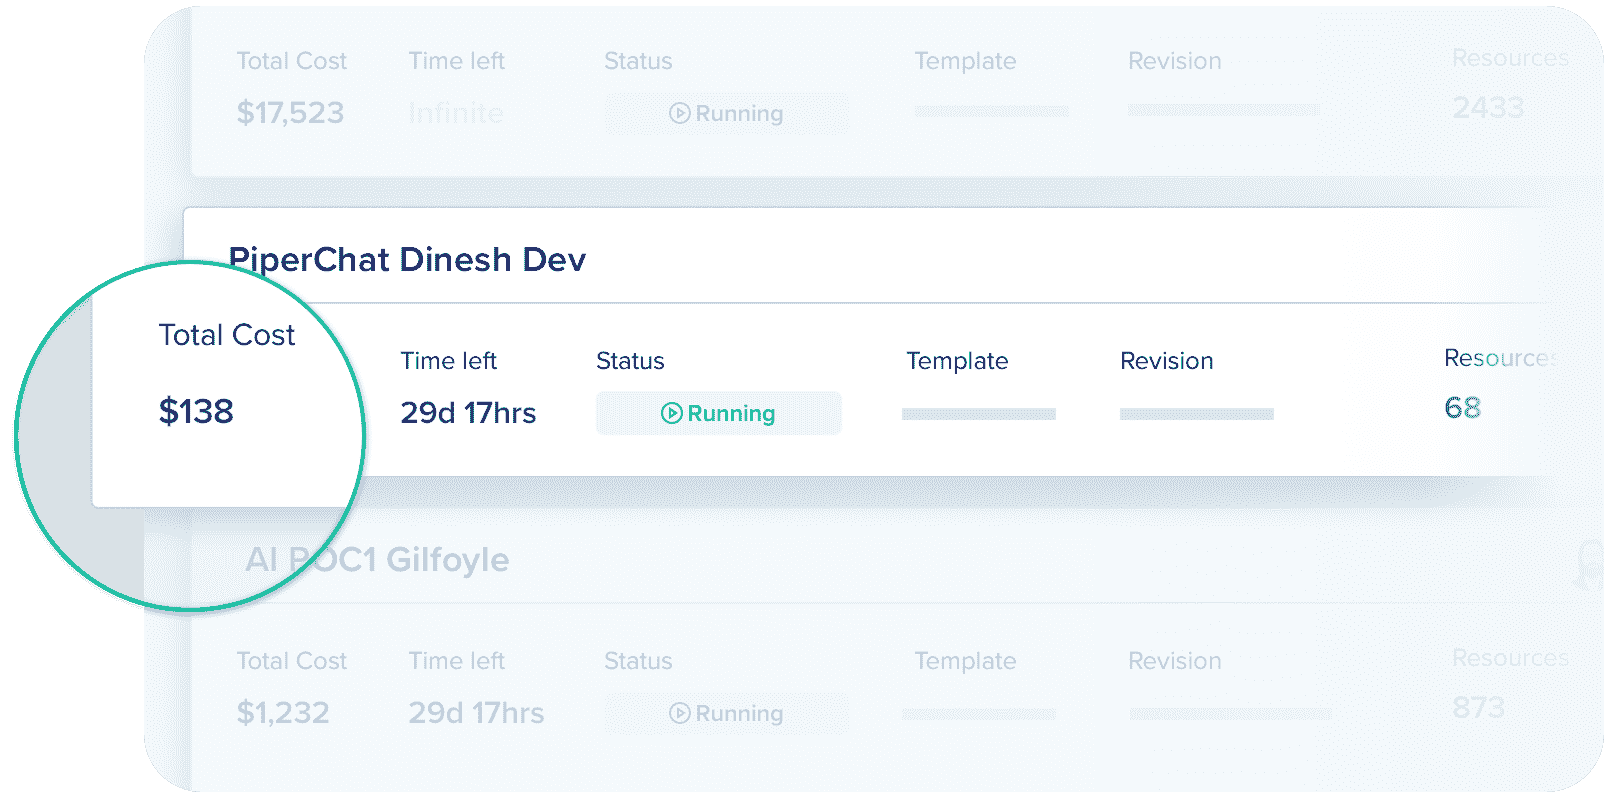 Total Cost Time left Status Template Revision Resources
$17,523 Infinite Running 2433
PiperChat Dinesh Dev
Total Cost Time left Status Template Revision Resources
$138 29d 17hrs Running 68
AI POC1 Gilfoyle
Total Cost Time left Status Template Revision Resources
$1,232 29d 17hrs Running 873